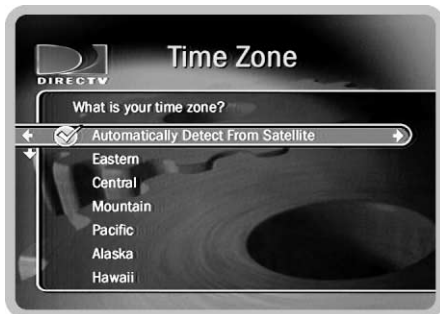 Time Zone
DIRECTV
What is your time zone?
Automatically Detect From Satellite
Eastern
Central
Mountain
Pacific
Alaska
Hawaii